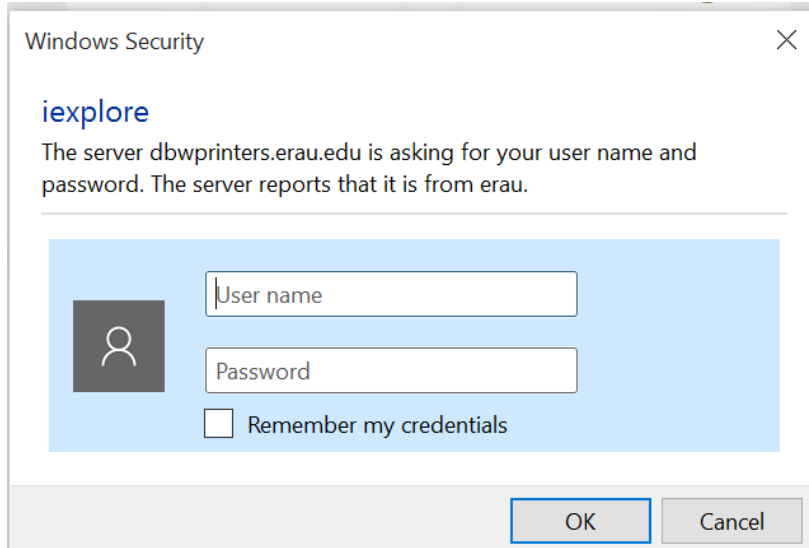 Windows Security
iexplore
The server dbwprinters.erau.edu is asking for your user name and
password. The server reports that it is from erau.
User name
Password
Remember my credentials
OK
Cancel